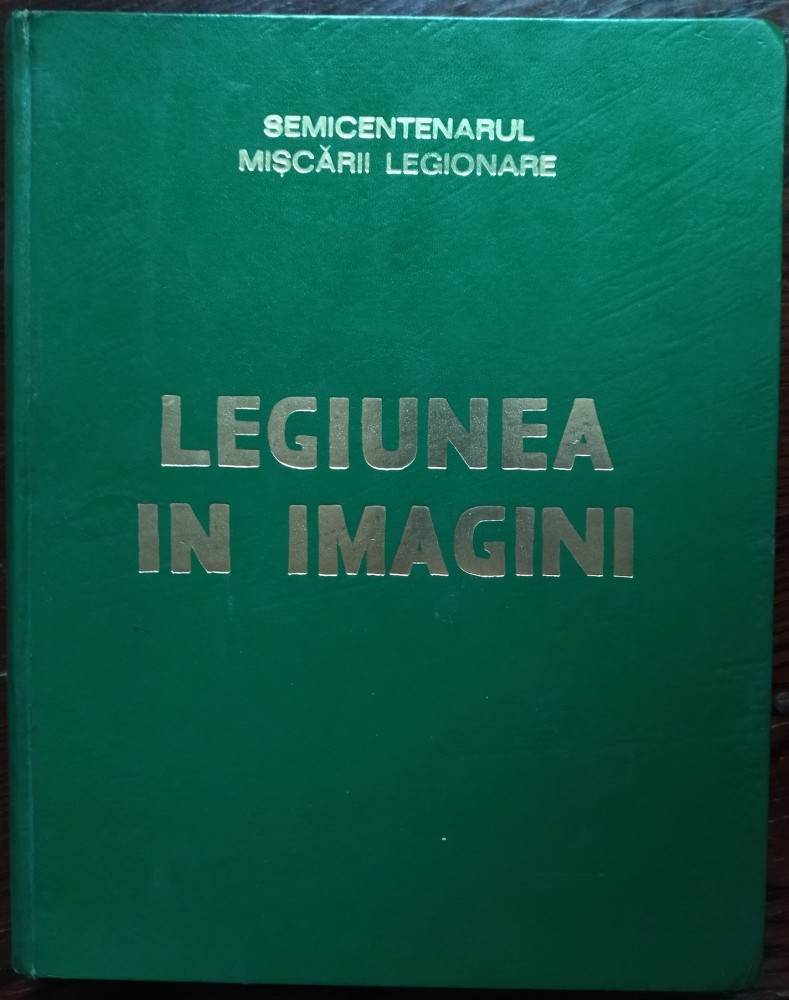 SEMICENTENARUL
MIȘCĂRII LEGIONARE
LEGIUNEA
IN IMAGINI